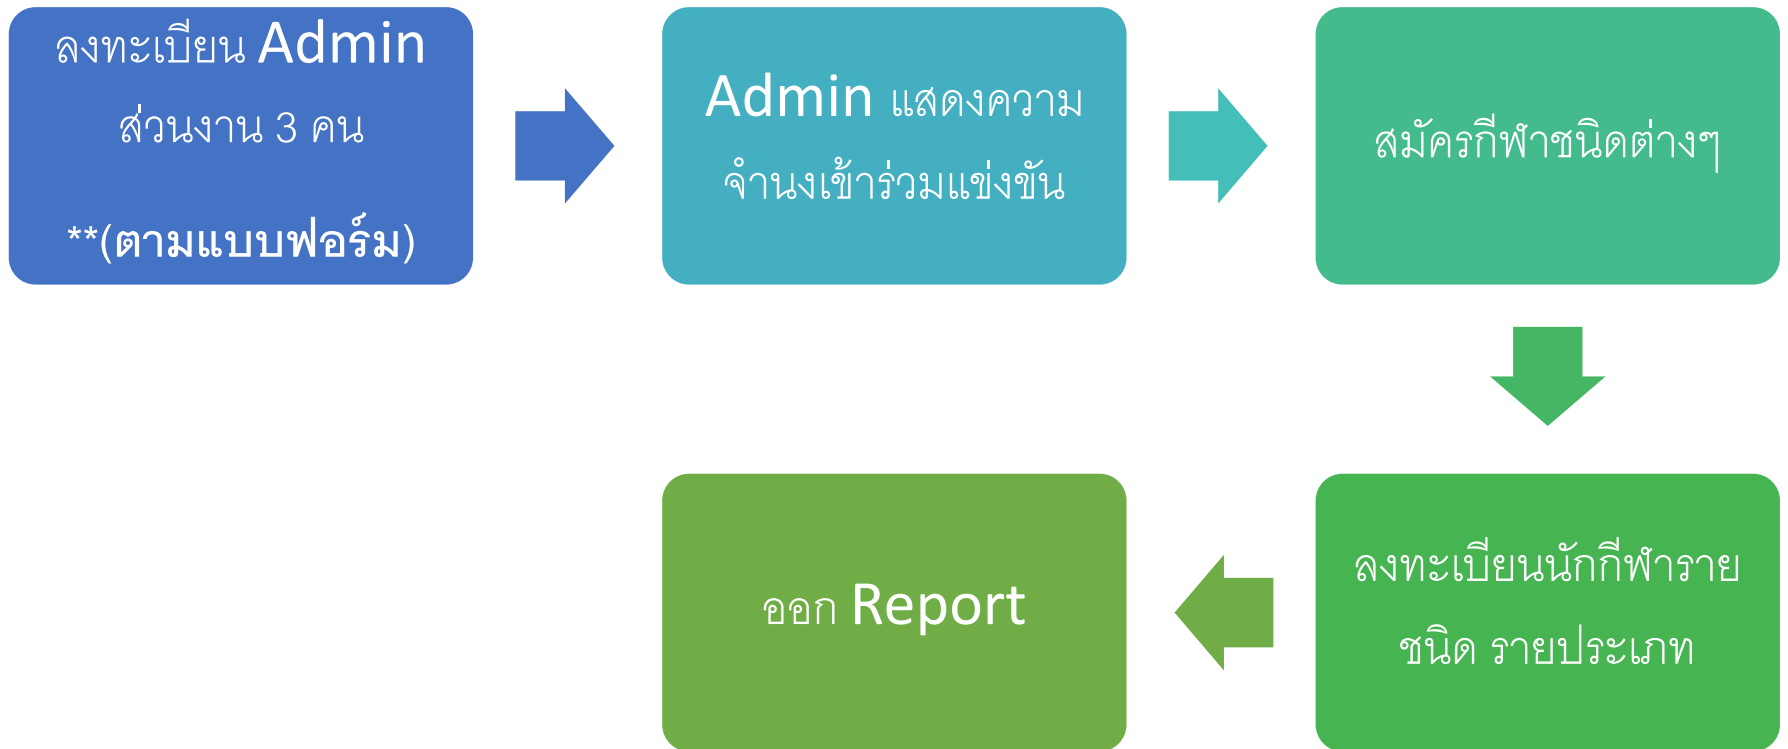 ลงทะเบียน Admin
ส่วนงาน 3 คน
**(ตามแบบฟอร์ม)
Admin แสดงความ
จำนงเข้าร่วมแข่งขัน
สมัครกีฬาชนิดต่างๆ
ลงทะเบียนนักกีฬาราย
ชนิด รายประเภท
ออก Report